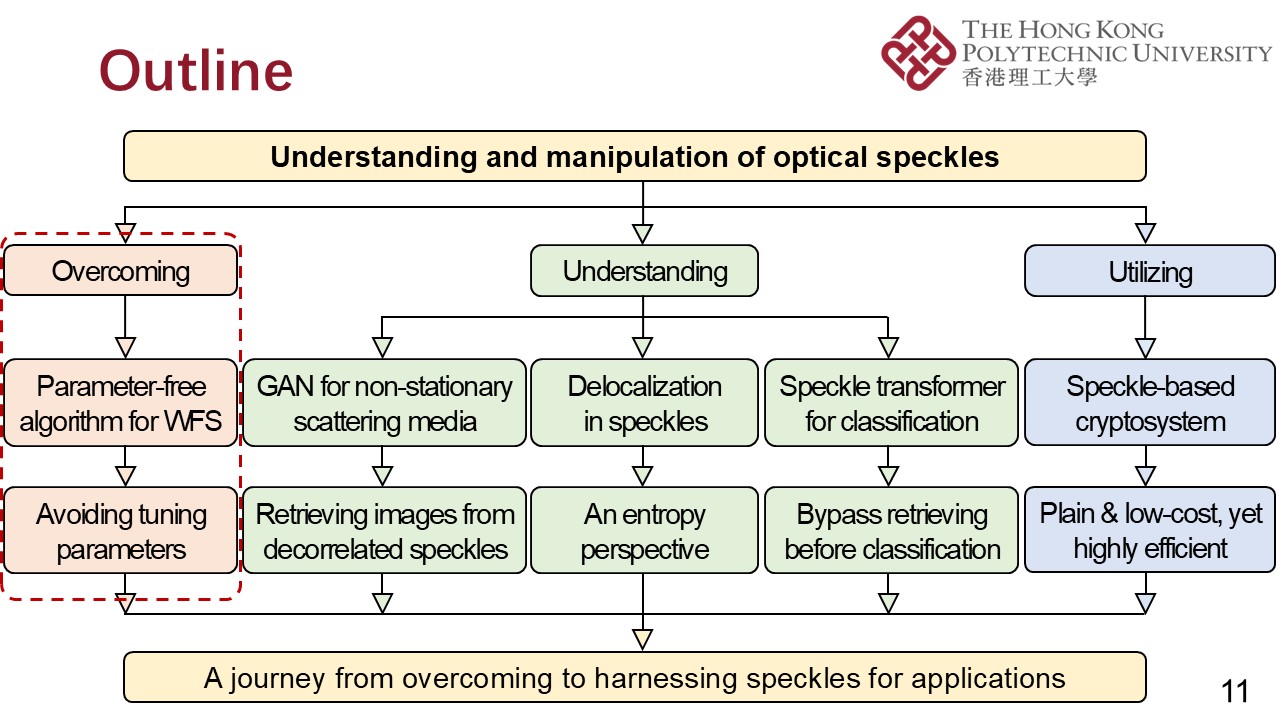 Outline
THE HONG KONG
POLYTECHNIC UNIVERSITY
香港理工大學
Understanding and manipulation of optical speckles
Overcoming
Understanding
Utilizing
Parameter-free
algorithm for WFS
GAN for non-stationary
scattering media
Delocalization
in speckles
Speckle transformer
for classification
Speckle-based
cryptosystem
Avoiding tuning
parameters
Retrieving images from
decorrelated speckles
An entropy
perspective
Bypass retrieving
before classification
Plain & low-cost, yet
highly efficient
A journey from overcoming to harnessing speckles for applications
11